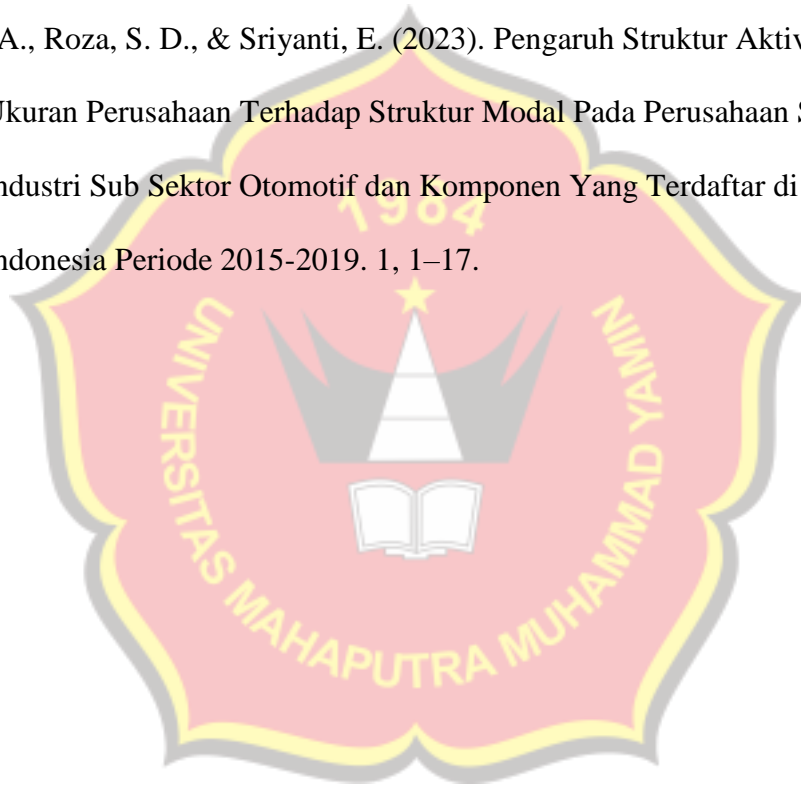 A., Roza, S. D., & Sriyanti, E. (2023). Pengaruh Struktur Aktiv
Ukuran Perusahaan Terhadap Struktur Modal Pada Perusahaan S
ndustri Sub Sektor Otomotif dan Komponen Yang Terdaftar di
ndonesia Periode 2015-2019. 1, 1–17.
1984
UNIVERSITAS MAHAPUTRA MUHAMMAD YAMIN